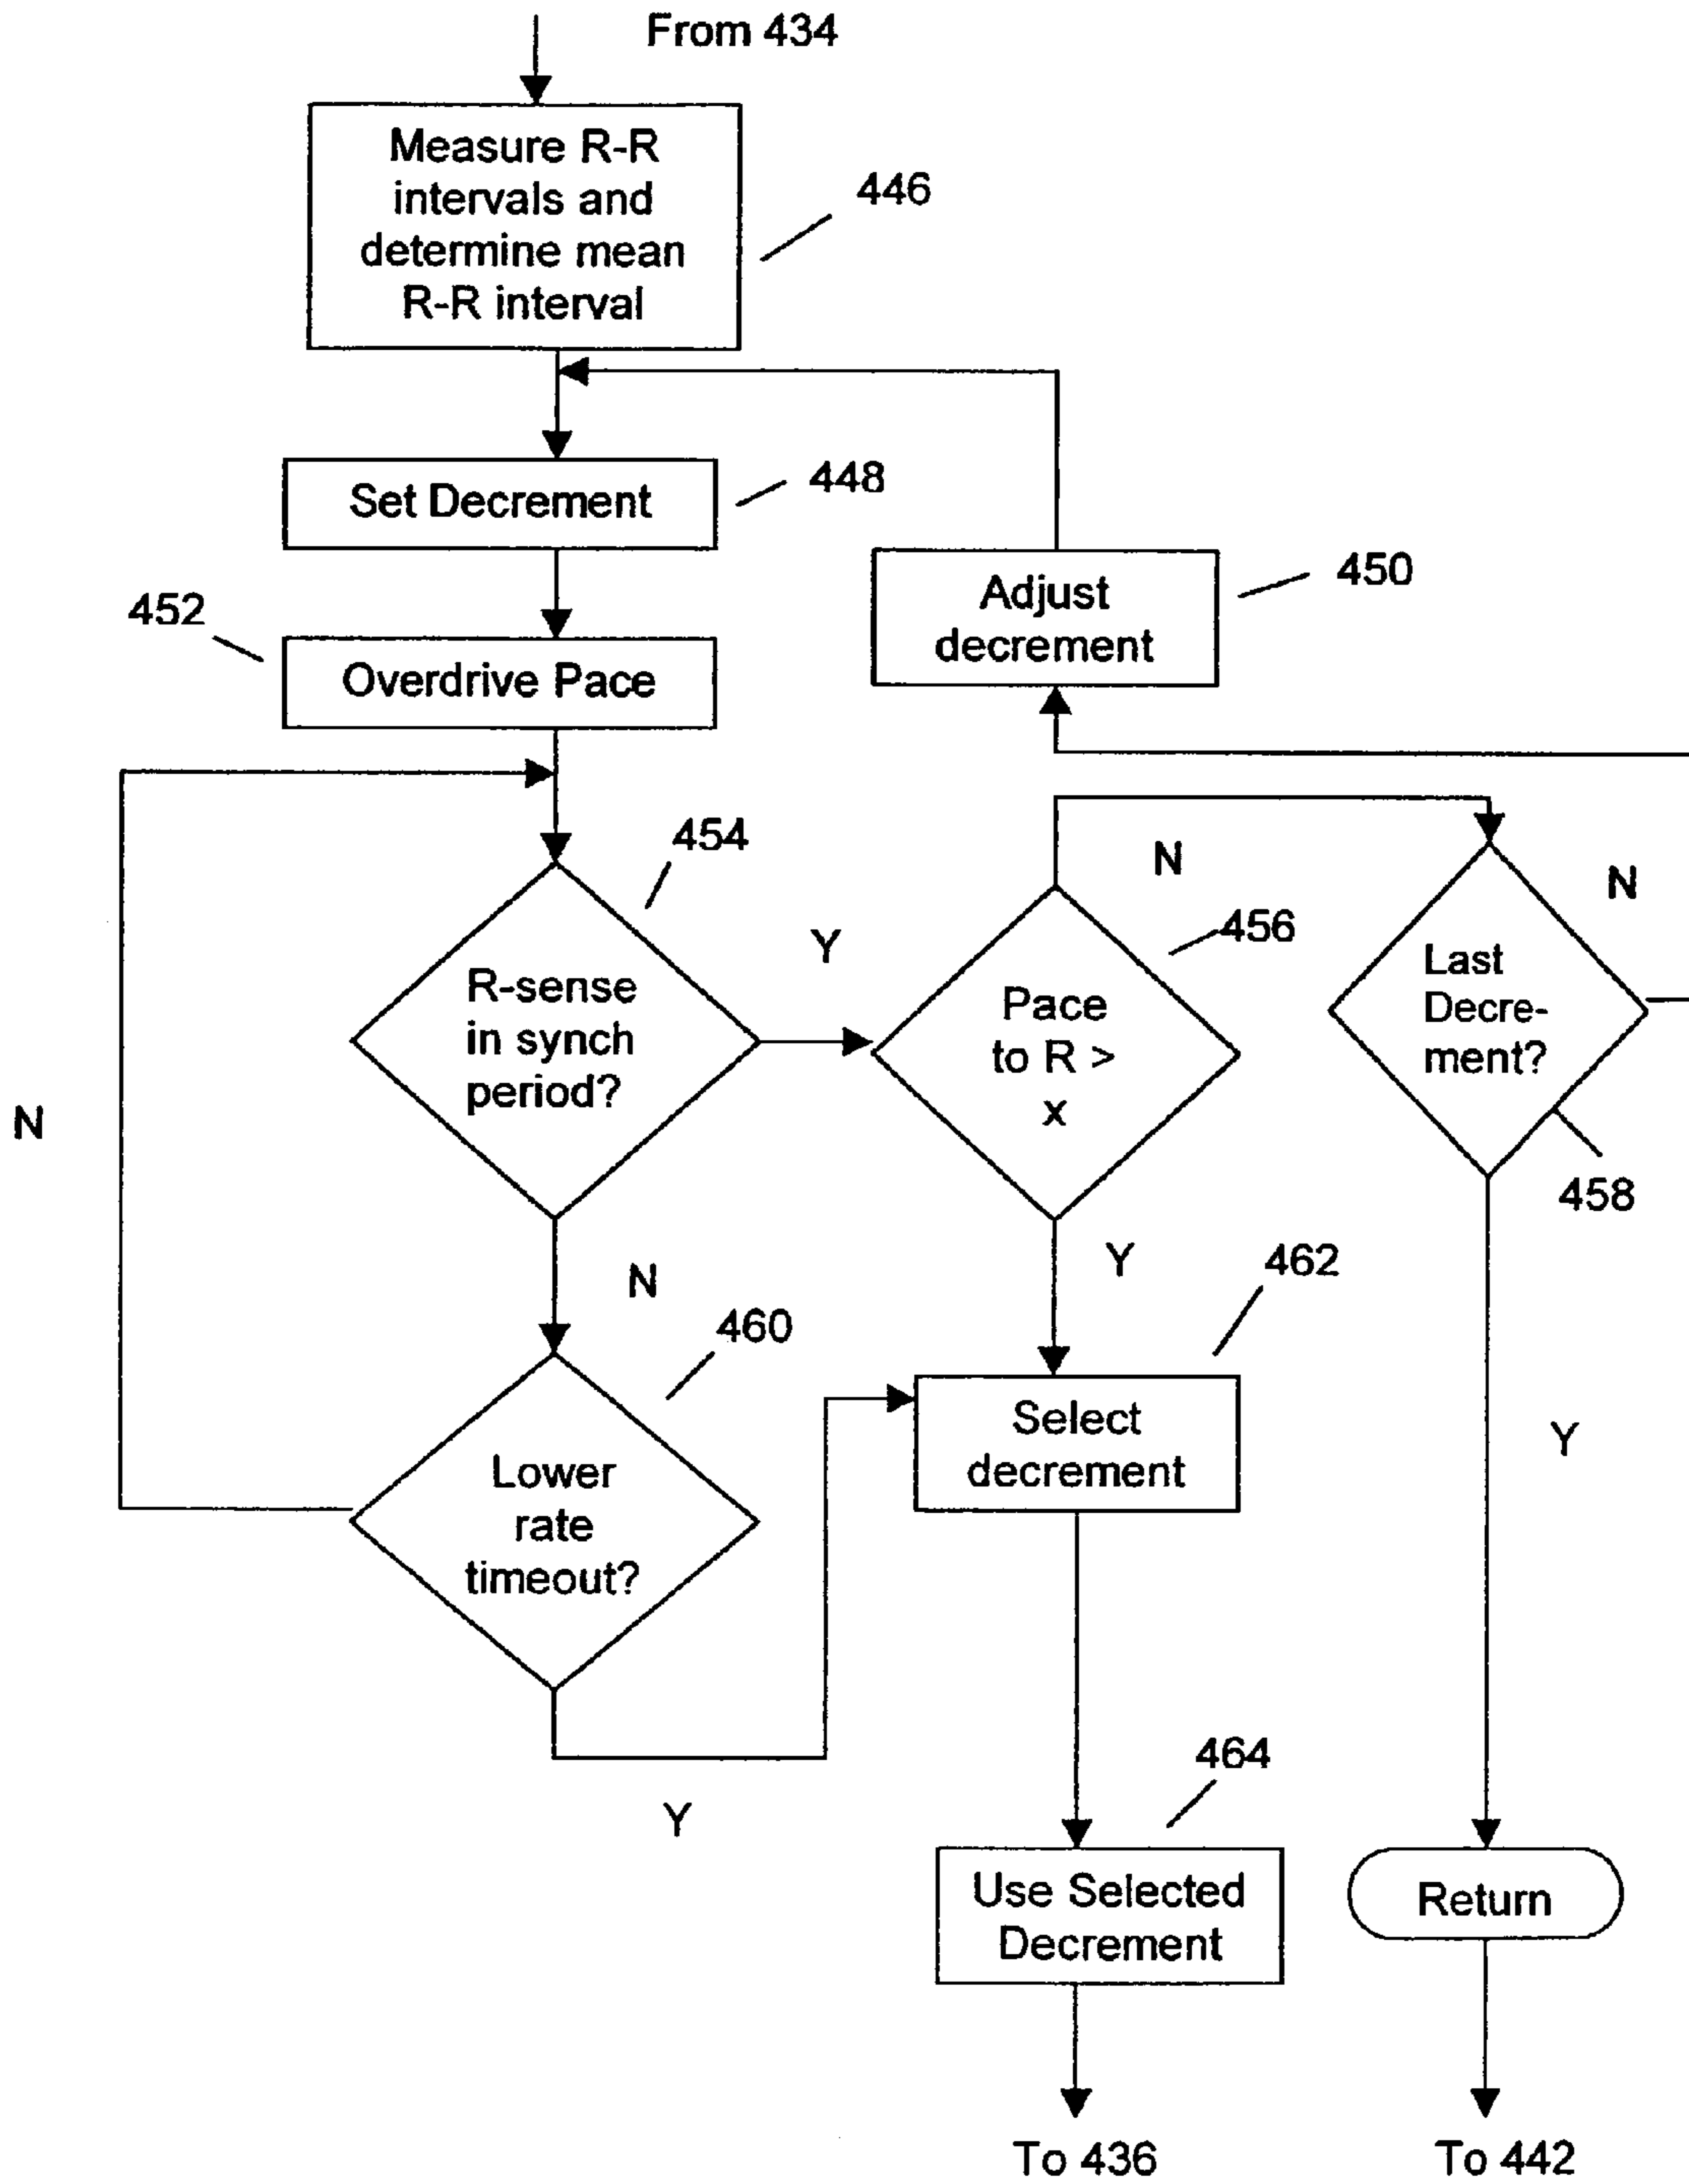 From 434
Measure R-R
intervals and
determine mean
R-R interval
446
Set Decrement
448
Adjust
decrement
450
452
Overdrive Pace
454
R-sense
in synch
period?
Y
N
456
Pace
to R >
x
N
Last
Decre-
ment?
458
N
N
460
Y
462
Lower
rate
timeout?
Select
decrement
Y
Y
464
Use Selected
Decrement
Return
To 436
To 442